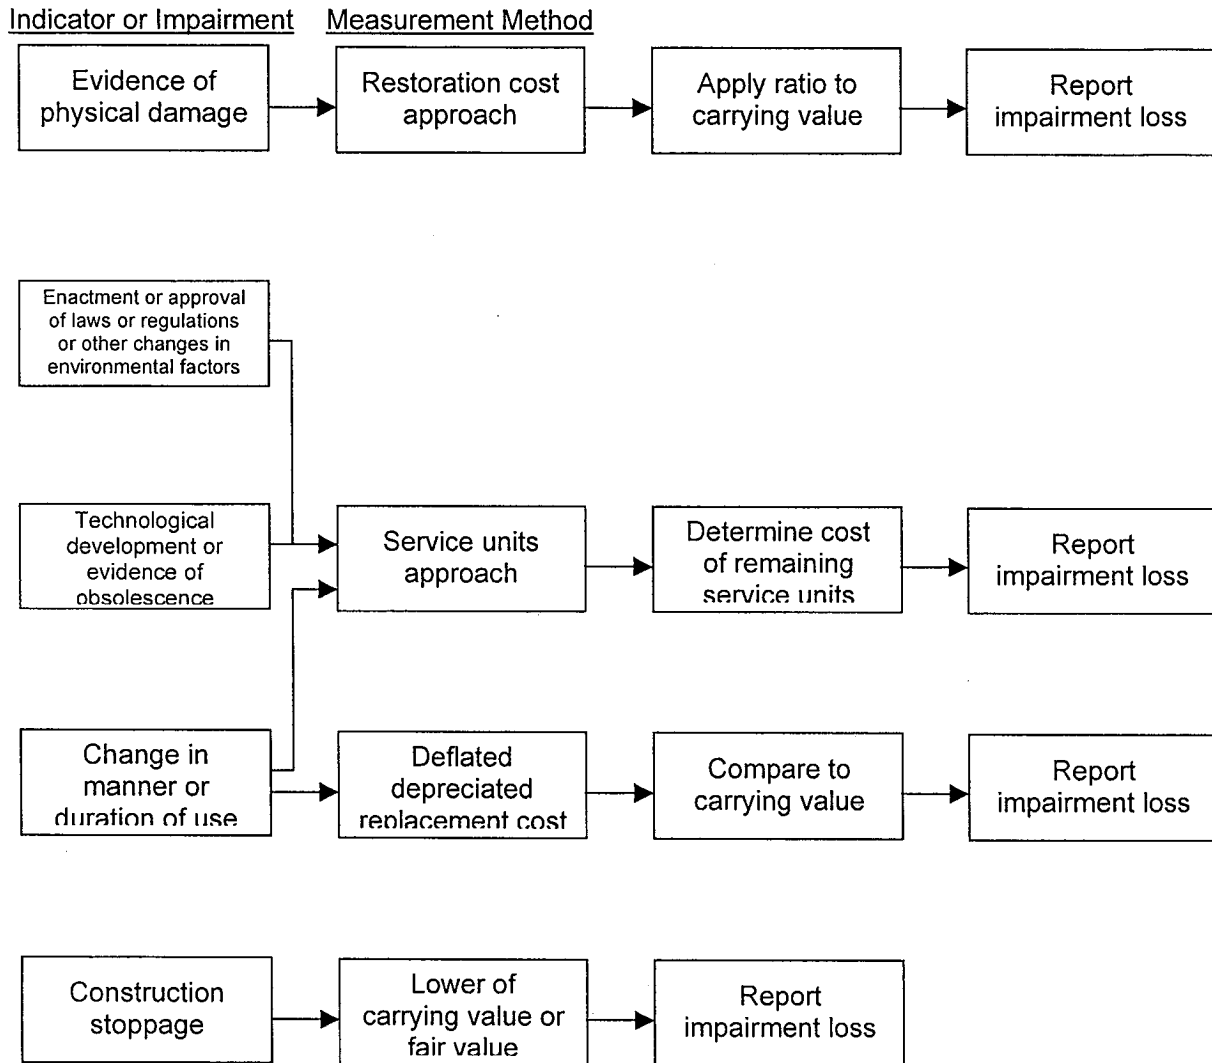 Indicator or Impairment
Measurement Method
Evidence of
physical damage
Restoration cost
approach
Apply ratio to
carrying value
Report
impairment loss
Enactment or approval
of laws or regulations
or other changes in
environmental factors
Technological
development or
evidence of
obsolescence
Service units
approach
Determine cost
of remaining
service units
Report
impairment loss
Change in
manner or
duration of use
Deflated
depreciated
replacement cost
Compare to
carrying value
Report
impairment loss
Construction
stoppage
Lower of
carrying value or
fair value
Report
impairment loss